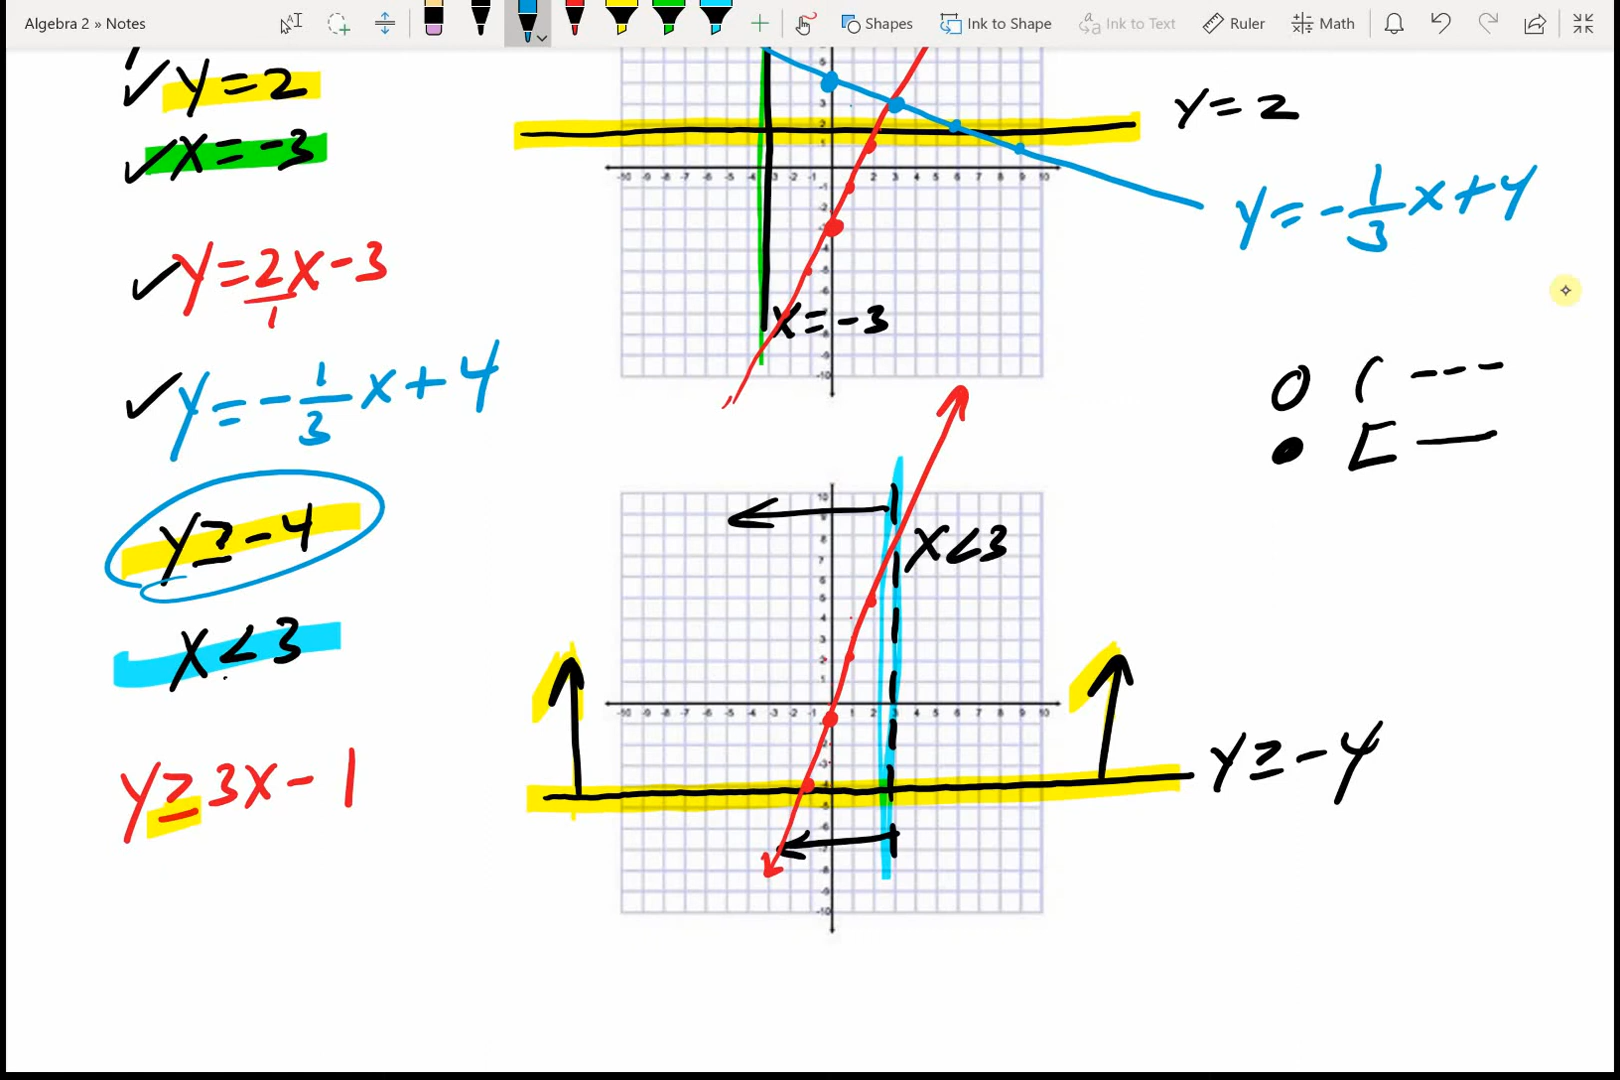 Algebra 2 » Notes
Shapes
Ink to Shape
Ink to Text
Ruler
Math
y = 2
x = -3
y = 2/1 x - 3
y = -1/3 x + 4
y ≥ -4
x < 3
y ≥ 3x - 1
y = 2
y = -1/3 x + 4
x = -3
O ( ---
● [ —
x < 3
y ≥ -4